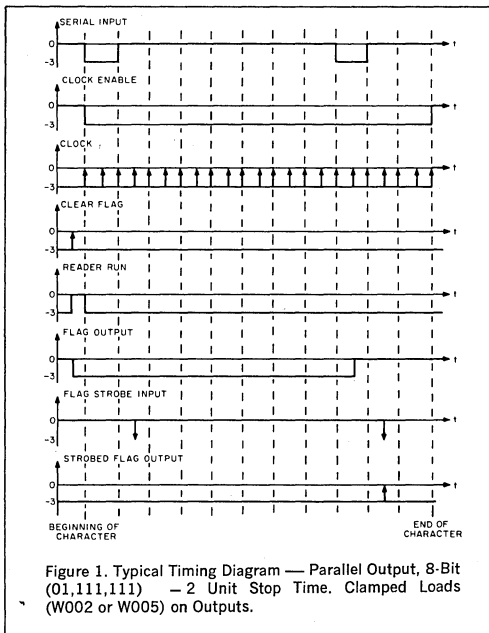 SERIAL INPUT
0
-3
t
CLOCK ENABLE
0
-3
t
CLOCK
0
-3
t
CLEAR FLAG
0
-3
t
READER RUN
0
-3
t
FLAG OUTPUT
0
-3
t
FLAG STROBE INPUT
0
-3
t
STROBED FLAG OUTPUT
0
-3
t
BEGINNING OF
CHARACTER
END OF
CHARACTER
Figure 1. Typical Timing Diagram — Parallel Output, 8-Bit
(01,111,111) — 2 Unit Stop Time. Clamped Loads
(W002 or W005) on Outputs.